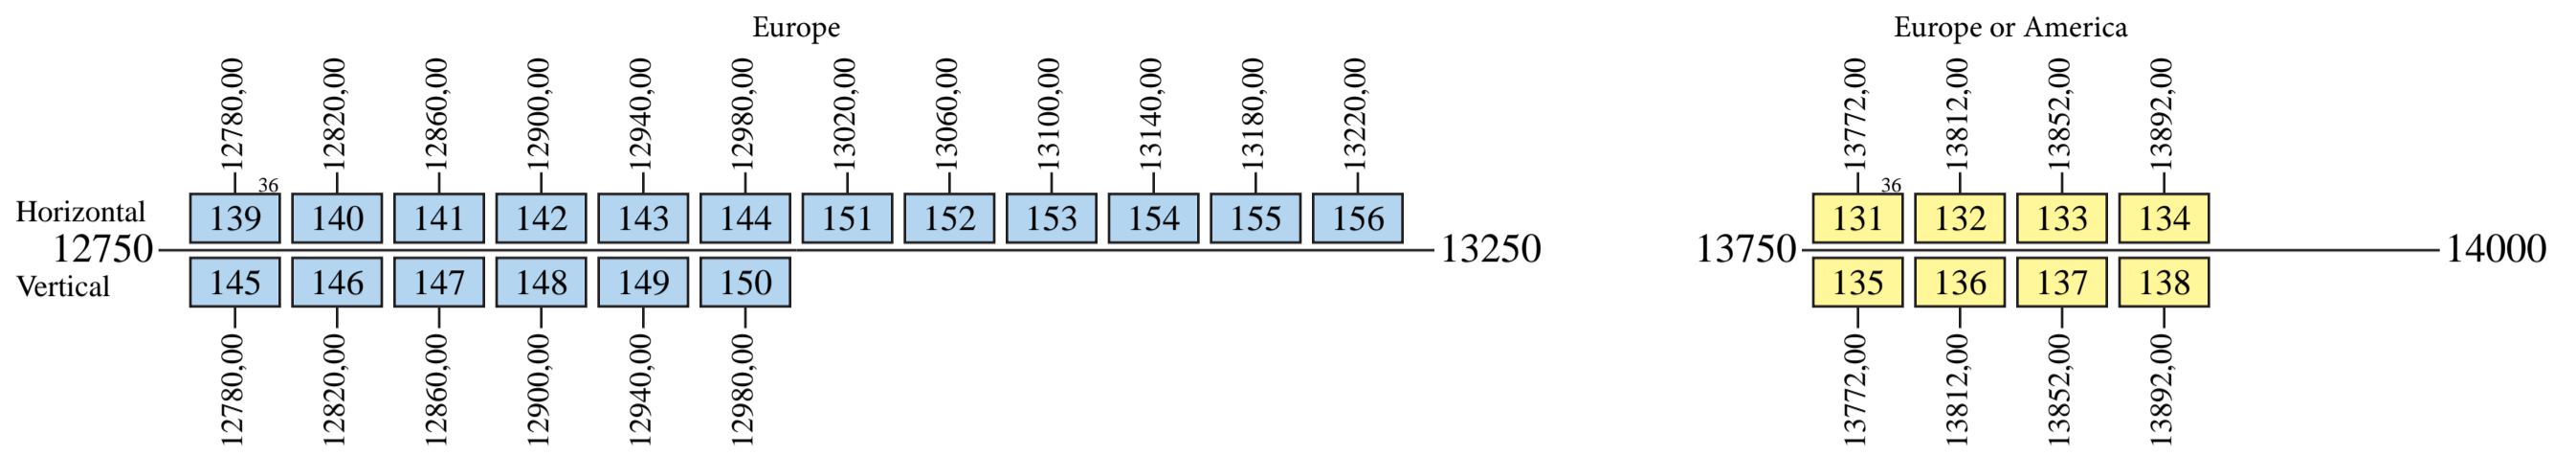 Europe
Europe or America
12780,00 12820,00 12860,00 12900,00 12940,00 12980,00 13020,00 13060,00 13100,00 13140,00 13180,00 13220,00
13772,00 13812,00 13852,00 13892,00
36
36
Horizontal 139 140 141 142 143 144 151 152 153 154 155 156
131 132 133 134
12750 13250
13750 14000
Vertical 145 146 147 148 149 150
135 136 137 138
12780,00 12820,00 12860,00 12900,00 12940,00 12980,00
13772,00 13812,00 13852,00 13892,00